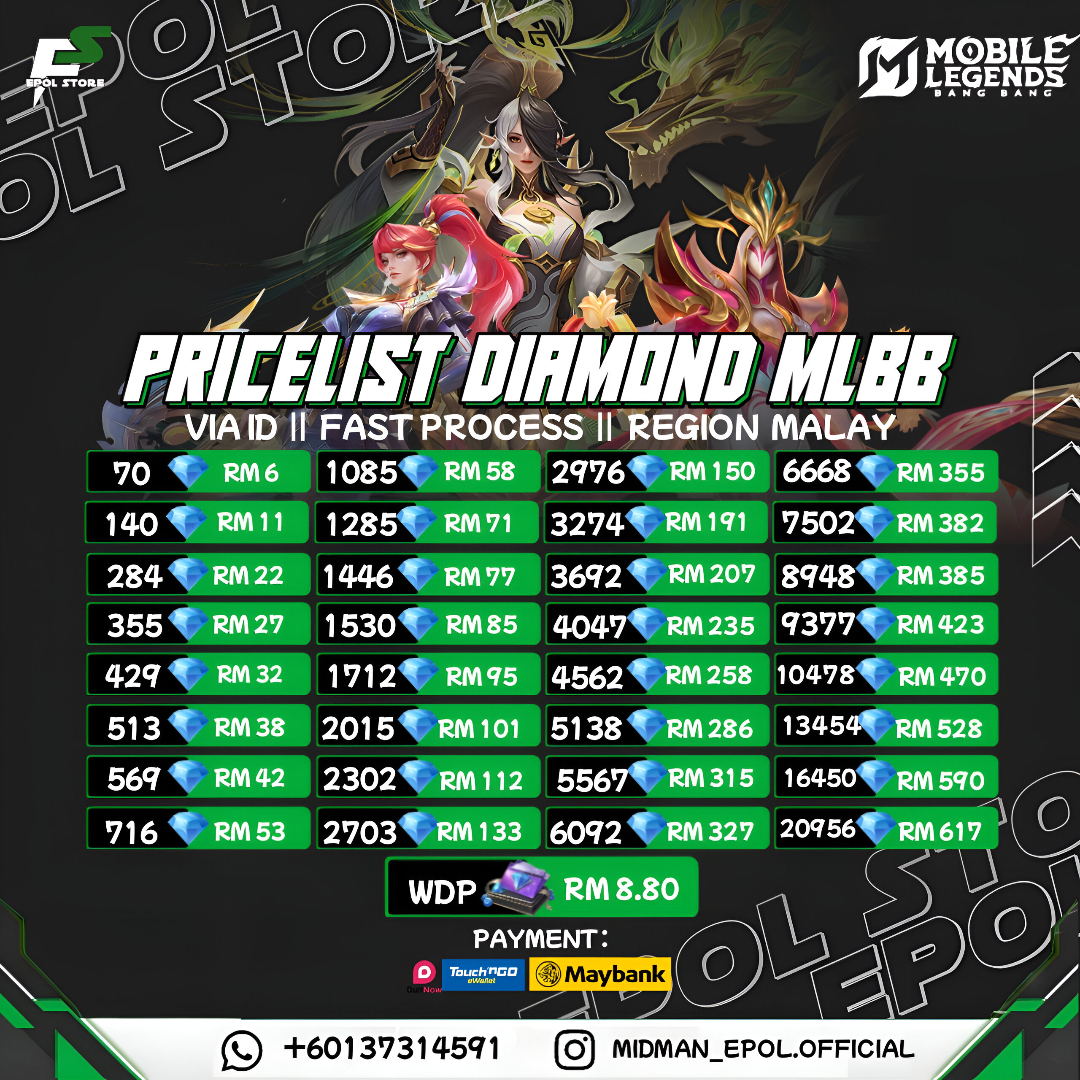 EPOL STORE
MOBILE
LEGENDS
BANG BANG
EPOL STORE
PRICELIST DIAMOND MLBB
VIA ID || FAST PROCESS || REGION MALAY
70 RM 6 1085 RM 58 2976 RM 150 6668 RM 355
140 RM 11 1285 RM 71 3274 RM 191 7502 RM 382
284 RM 22 1446 RM 77 3692 RM 207 8948 RM 385
355 RM 27 1530 RM 85 4047 RM 235 9377 RM 423
429 RM 32 1712 RM 95 4562 RM 258 10478 RM 470
513 RM 38 2015 RM 101 5138 RM 286 13454 RM 528
569 RM 42 2302 RM 112 5567 RM 315 16450 RM 590
716 RM 53 2703 RM 133 6092 RM 327 20956 RM 617
WDP RM 8.80
PAYMENT:
DuitNow Touch'nGO eWallet Maybank
EPOL STO
EPOL
+60137314591 MIDMAN_EPOL.OFFICIAL